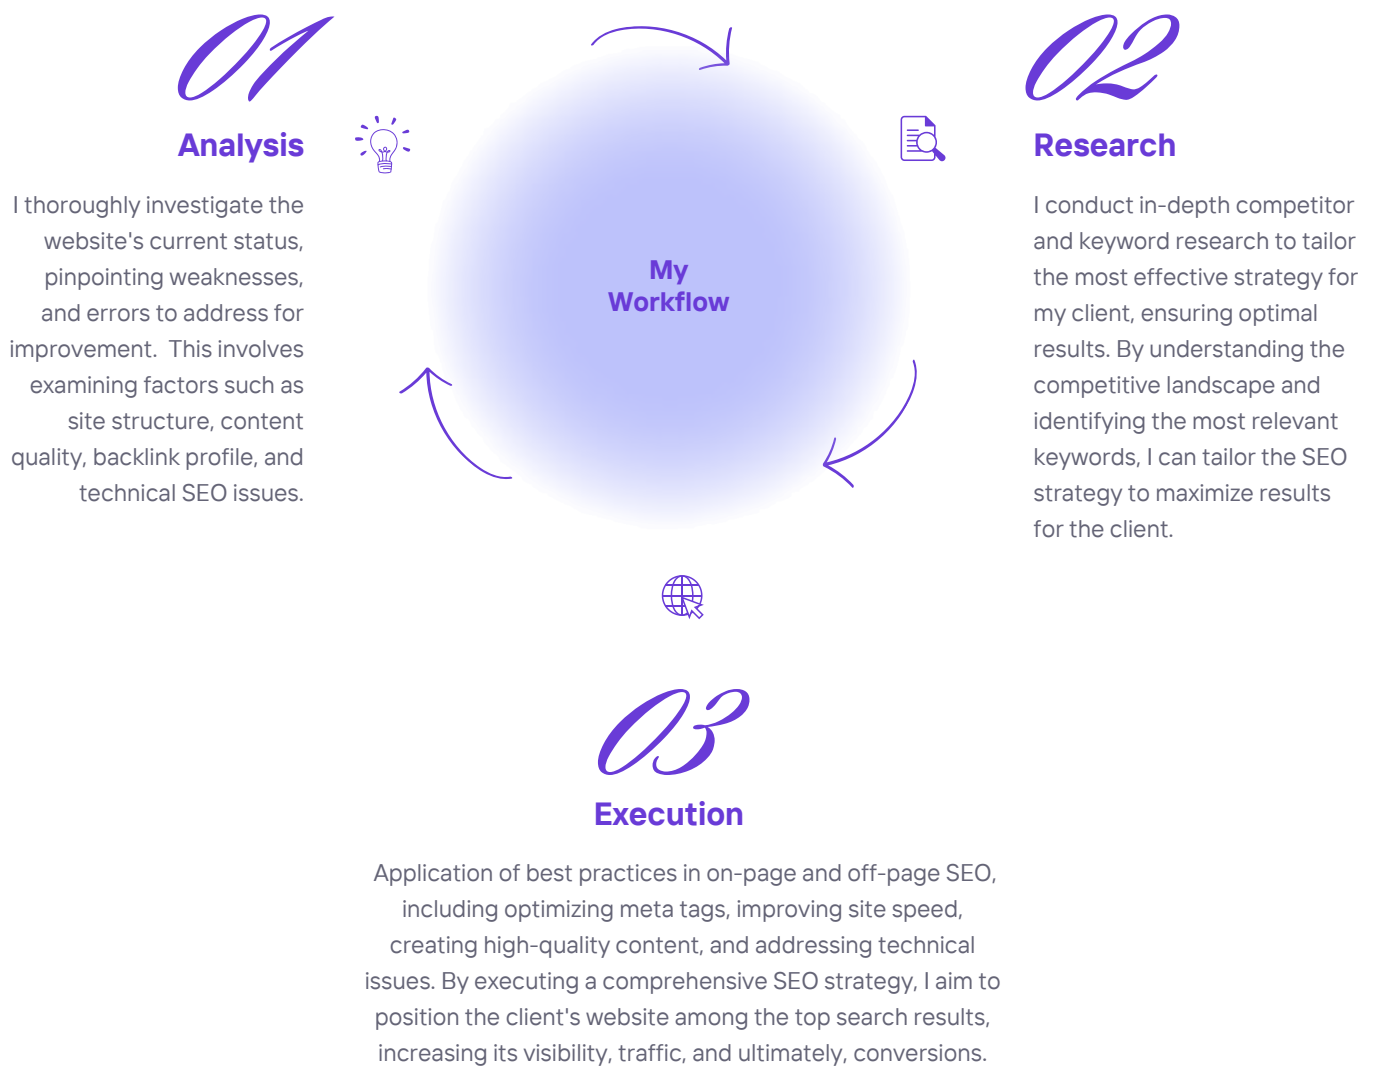 01
Analysis
I thoroughly investigate the
website's current status,
pinpointing weaknesses,
and errors to address for
improvement.  This involves
examining factors such as
site structure, content
quality, backlink profile, and
technical SEO issues.
My
Workflow
02
Research
I conduct in-depth competitor
and keyword research to tailor
the most effective strategy for
my client, ensuring optimal
results. By understanding the
competitive landscape and
identifying the most relevant
keywords, I can tailor the SEO
strategy to maximize results
for the client.
03
Execution
Application of best practices in on-page and off-page SEO,
including optimizing meta tags, improving site speed,
creating high-quality content, and addressing technical
issues. By executing a comprehensive SEO strategy, I aim to
position the client's website among the top search results,
increasing its visibility, traffic, and ultimately, conversions.